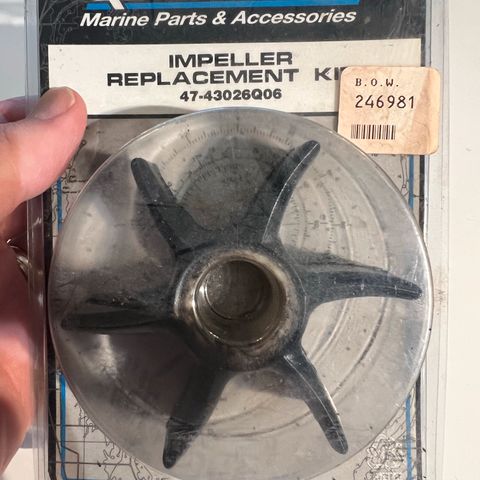 Marine Parts & Accessories
IMPELLER
REPLACEMENT KIT
47-43026Q06
B.O.W.
246981